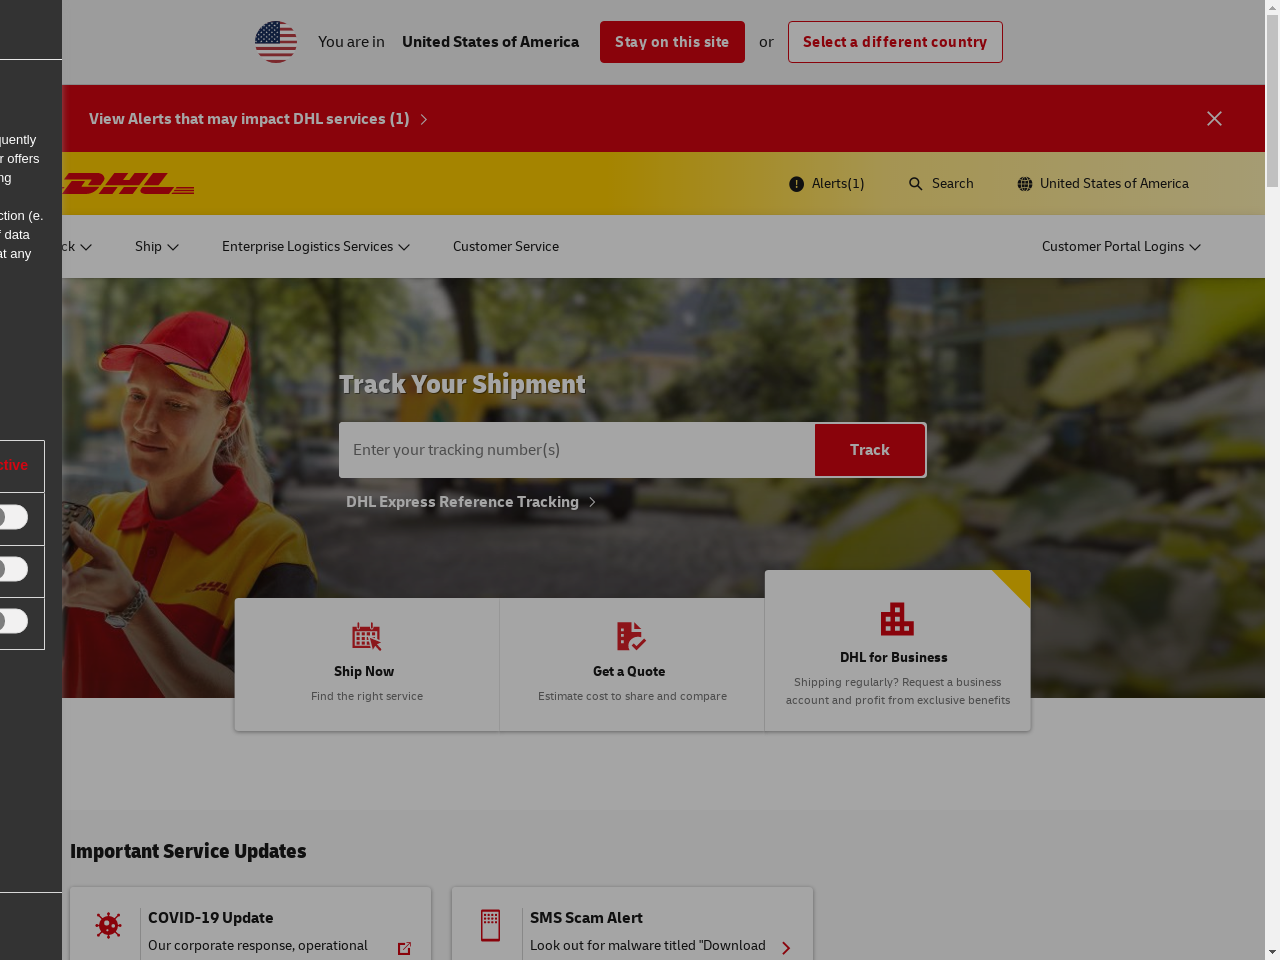 You are in United States of America Stay on this site or Select a different country
View Alerts that may impact DHL services (1)
DHL
Alerts(1) Search United States of America
Ship Enterprise Logistics Services Customer Service Customer Portal Logins
r offers
ng
data
at any
Track Your Shipment
Enter your tracking number(s) Track
DHL Express Reference Tracking
Ship Now
Find the right service
Get a Quote
Estimate cost to share and compare
DHL for Business
Shipping regularly? Request a business
account and profit from exclusive benefits
Important Service Updates
COVID-19 Update
Our corporate response, operational
SMS Scam Alert
Look out for malware titled "Download